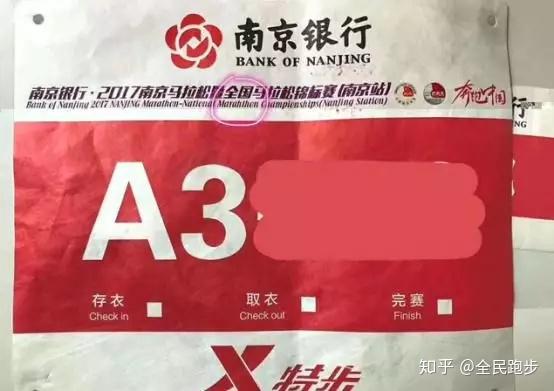 南京银行
BANK OF NANJING
南京银行·2017南京马拉松暨全国马拉松锦标赛(南京站)
Bank of Nanjing 2017 NANJING Marathon-National Marahthon Championships(Nanjing Station)
奔跑中国
A3
存衣 取衣 完赛
Check in Check out Finish
特步
知乎 @全民跑步